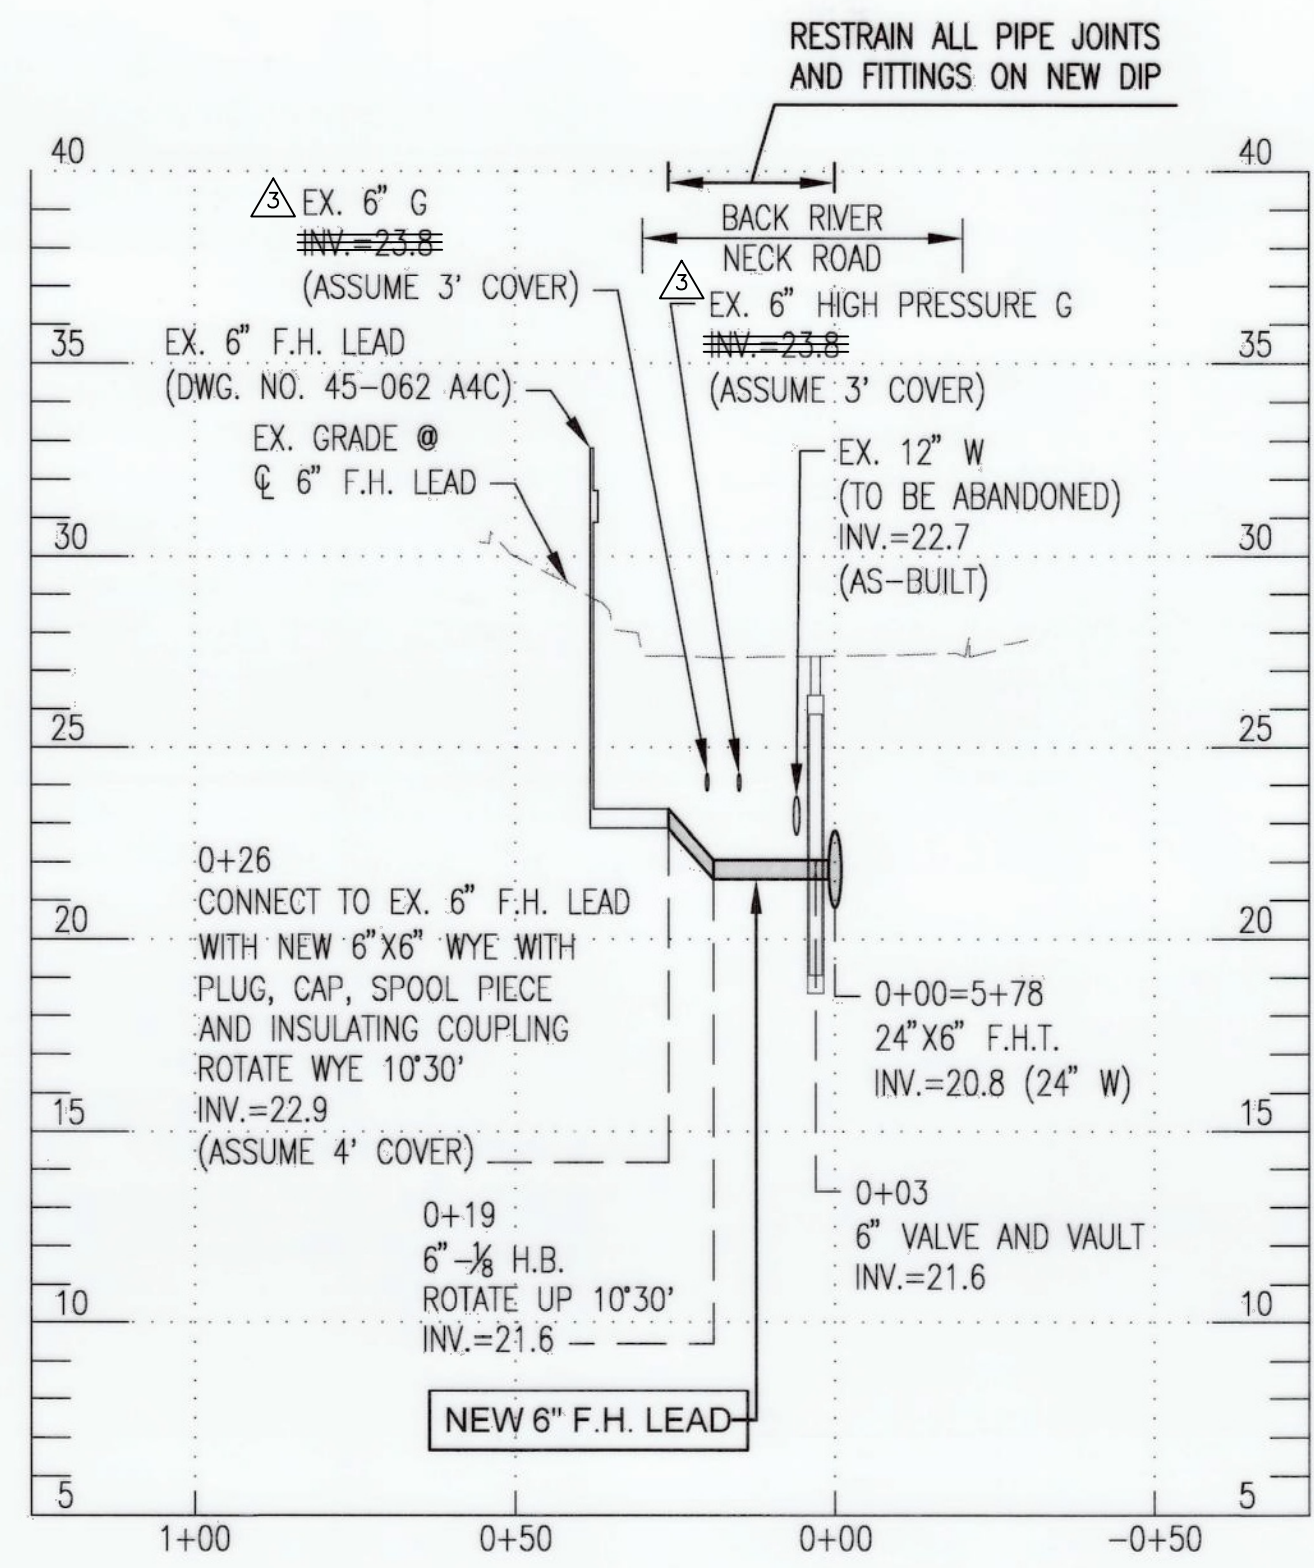 RESTRAIN ALL PIPE JOINTS
AND FITTINGS ON NEW DIP
40
40
3
EX. 6" G
INV.=23.8
(ASSUME 3' COVER)
BACK RIVER
NECK ROAD
3
EX. 6" HIGH PRESSURE G
INV.=23.8
(ASSUME 3' COVER)
35
35
EX. 6" F.H. LEAD
(DWG. NO. 45-062 A4C)
EX. GRADE @
℄ 6" F.H. LEAD
EX. 12" W
(TO BE ABANDONED)
INV.=22.7
(AS-BUILT)
30
30
25
25
0+26
CONNECT TO EX. 6" F.H. LEAD
WITH NEW 6"X6" WYE WITH
PLUG, CAP, SPOOL PIECE
AND INSULATING COUPLING
ROTATE WYE 10°30'
INV.=22.9
(ASSUME 4' COVER)
20
20
0+00=5+78
24"X6" F.H.T.
INV.=20.8 (24" W)
15
15
0+03
6" VALVE AND VAULT
INV.=21.6
0+19
6"-⅛ H.B.
ROTATE UP 10°30'
INV.=21.6
10
10
NEW 6" F.H. LEAD
5
5
1+00
0+50
0+00
-0+50